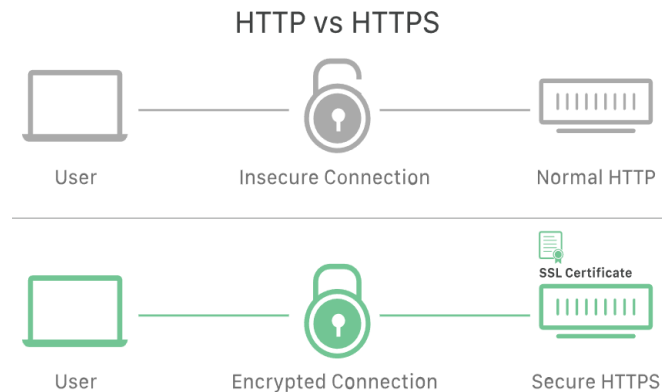 HTTP vs HTTPS
User
Insecure Connection
Normal HTTP
SSL Certificate
User
Encrypted Connection
Secure HTTPS